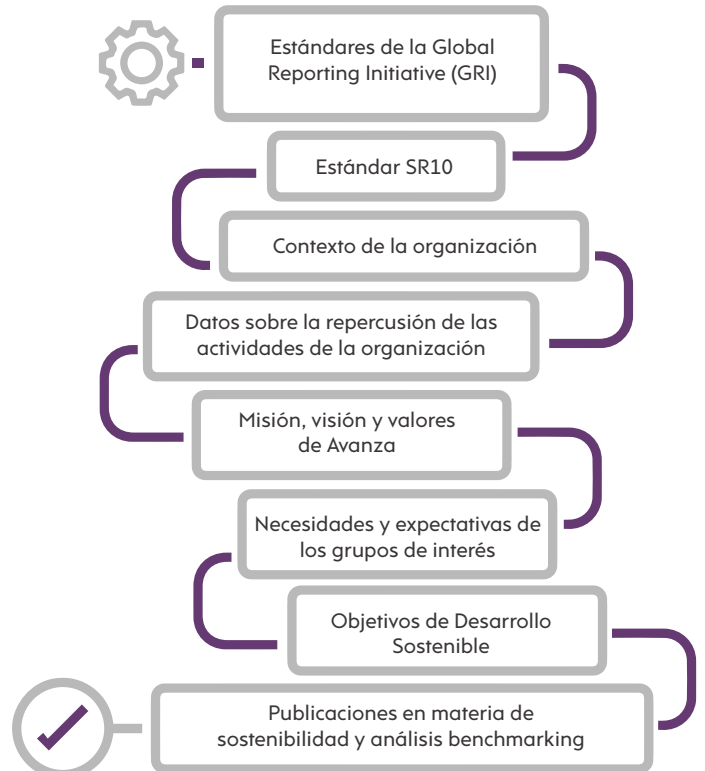 Estándares de la Global
Reporting Initiative (GRI)
Estándar SR10
Contexto de la organización
Datos sobre la repercusión de las
actividades de la organización
Misión, visión y valores
de Avanza
Necesidades y expectativas de
los grupos de interés
Objetivos de Desarrollo
Sostenible
Publicaciones en materia de
sostenibilidad y análisis benchmarking